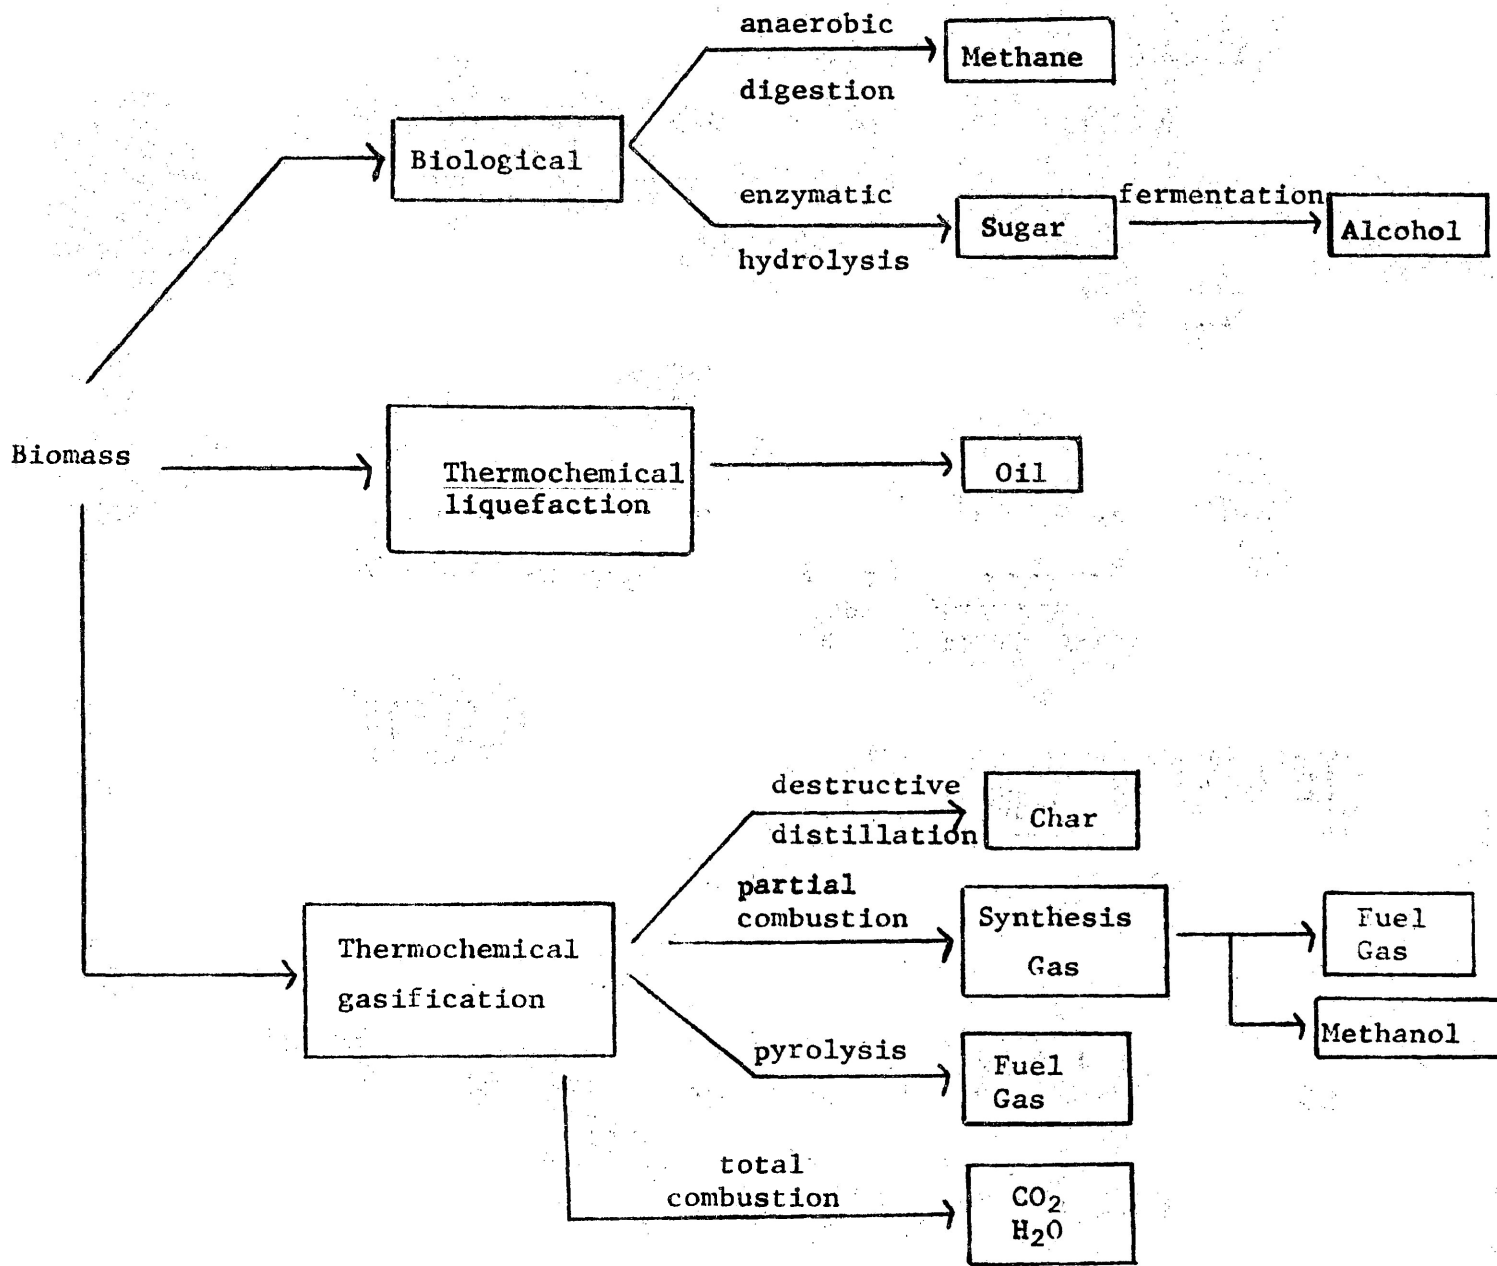 anaerobic
digestion
Methane
Biological
enzymatic
hydrolysis
Sugar
fermentation
Alcohol
Biomass
Thermochemical
liquefaction
Oil
destructive
distillation
Char
partial
combustion
Synthesis
Gas
Fuel
Gas
Methanol
Thermochemical
gasification
pyrolysis
Fuel
Gas
total
combustion
CO₂
H₂O